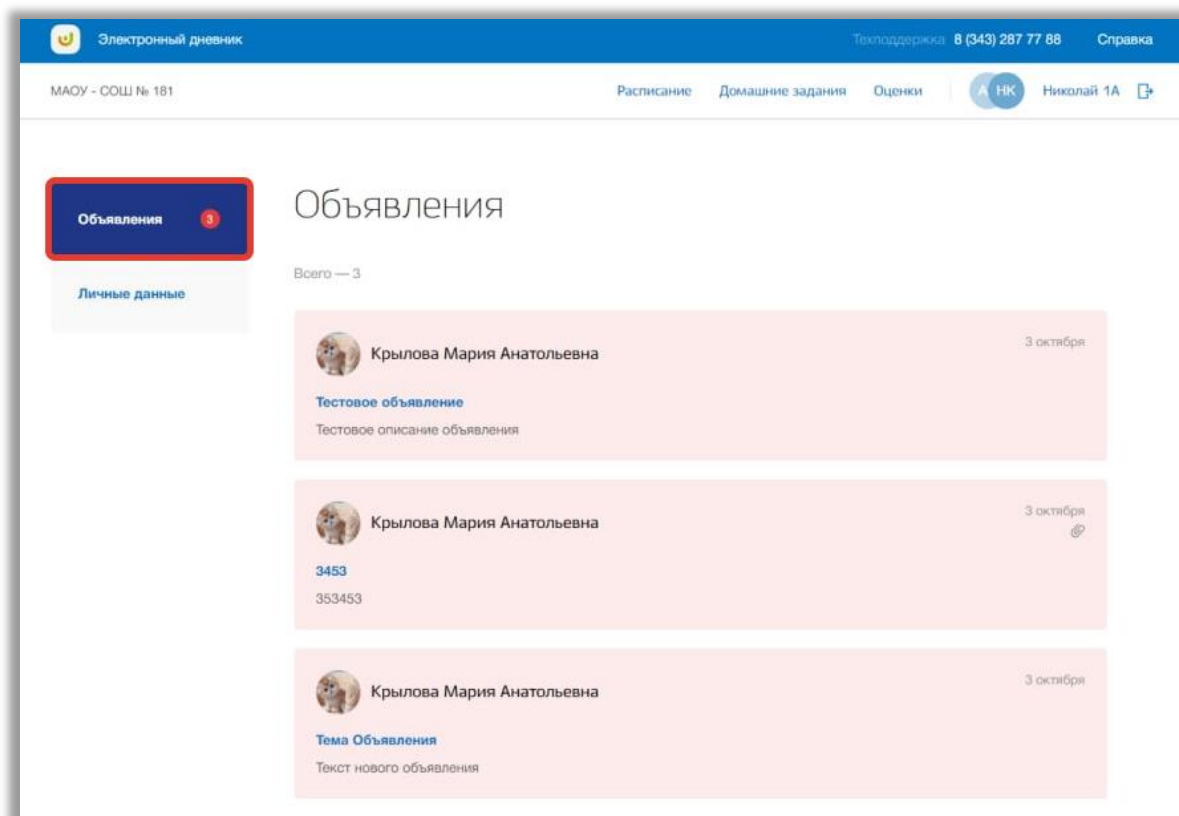 Электронный дневник Техподдержка 8 (343) 287 77 88 Справка
МАОУ - СОШ № 181 Расписание Домашние задания Оценки А НК Николай 1А
Объявления 3
Личные данные
Объявления
Всего — 3
Крылова Мария Анатольевна 3 октября
Тестовое объявление
Тестовое описание объявления
Крылова Мария Анатольевна 3 октября
3453
353453
Крылова Мария Анатольевна 3 октября
Тема Объявления
Текст нового объявления